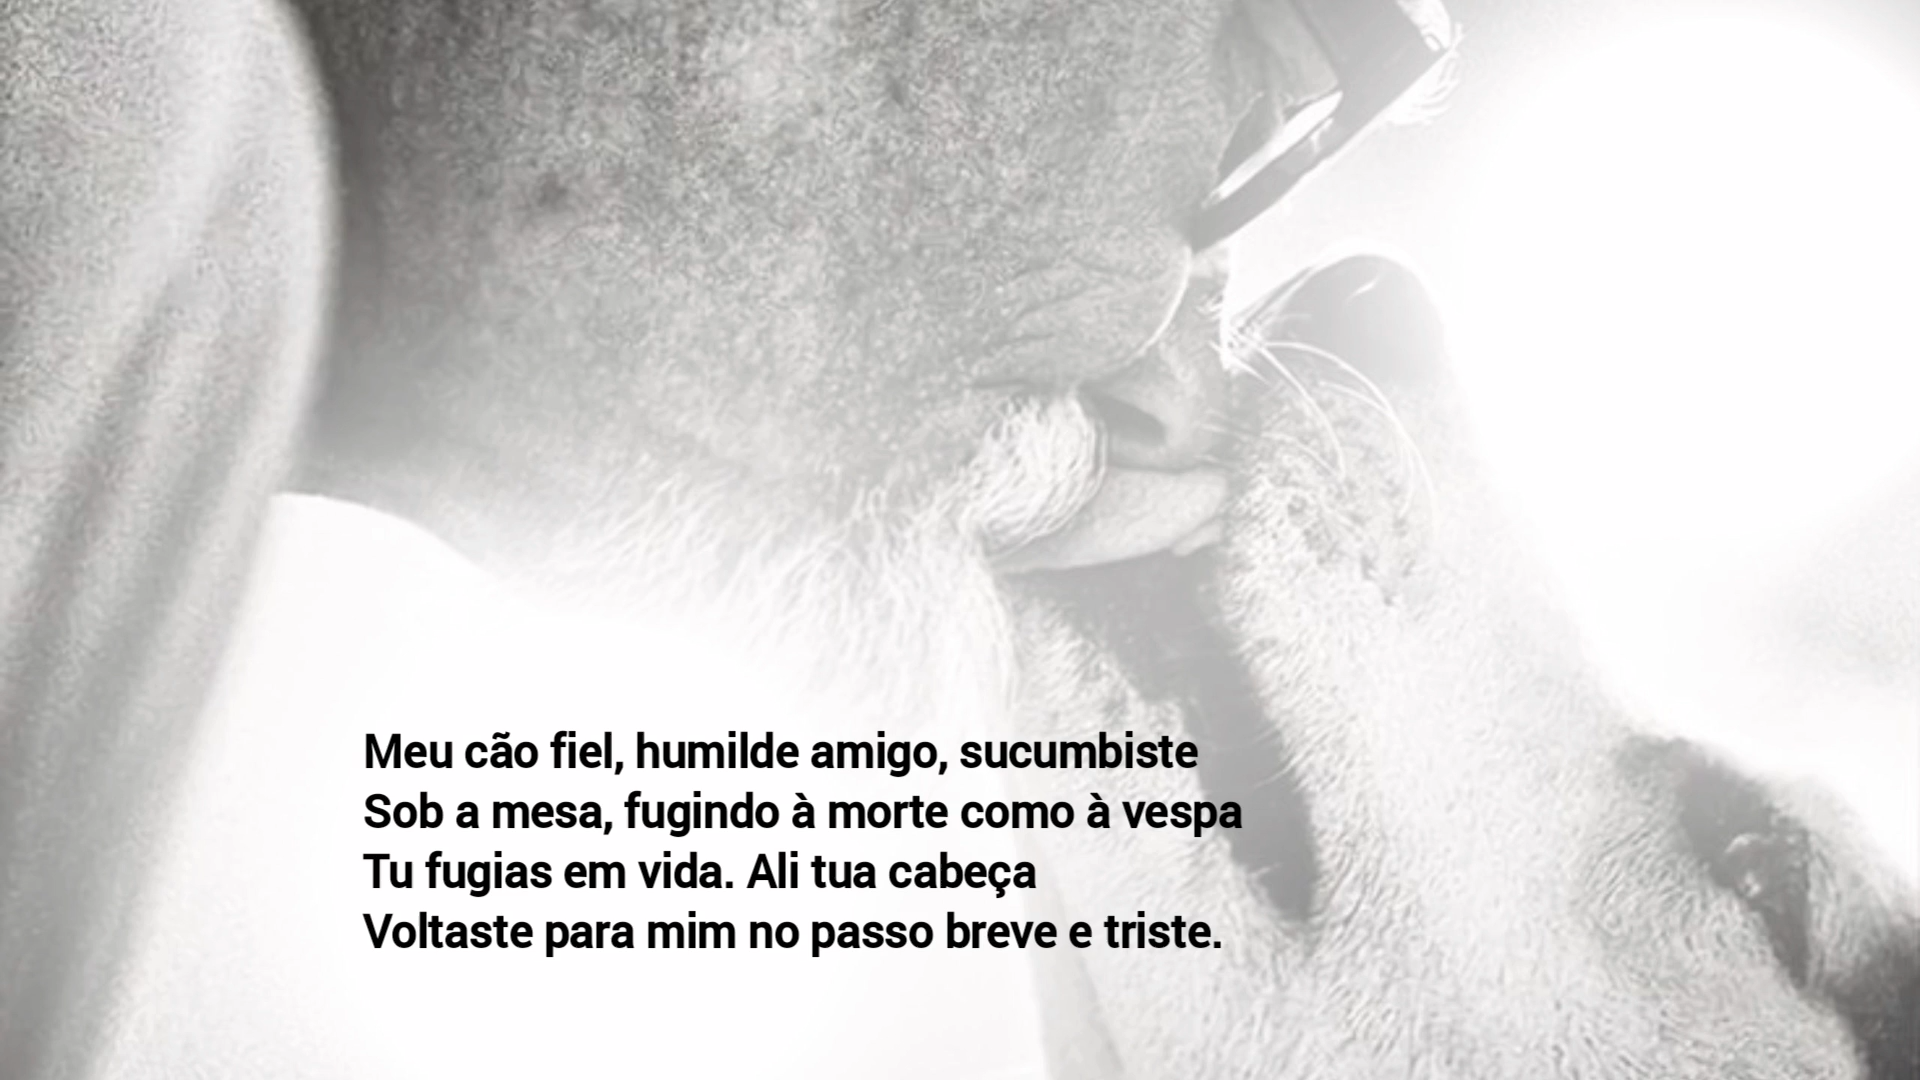 Meu cão fiel, humilde amigo, sucumbiste
Sob a mesa, fugindo à morte como à vespa
Tu fugias em vida. Ali tua cabeça
Voltaste para mim no passo breve e triste.